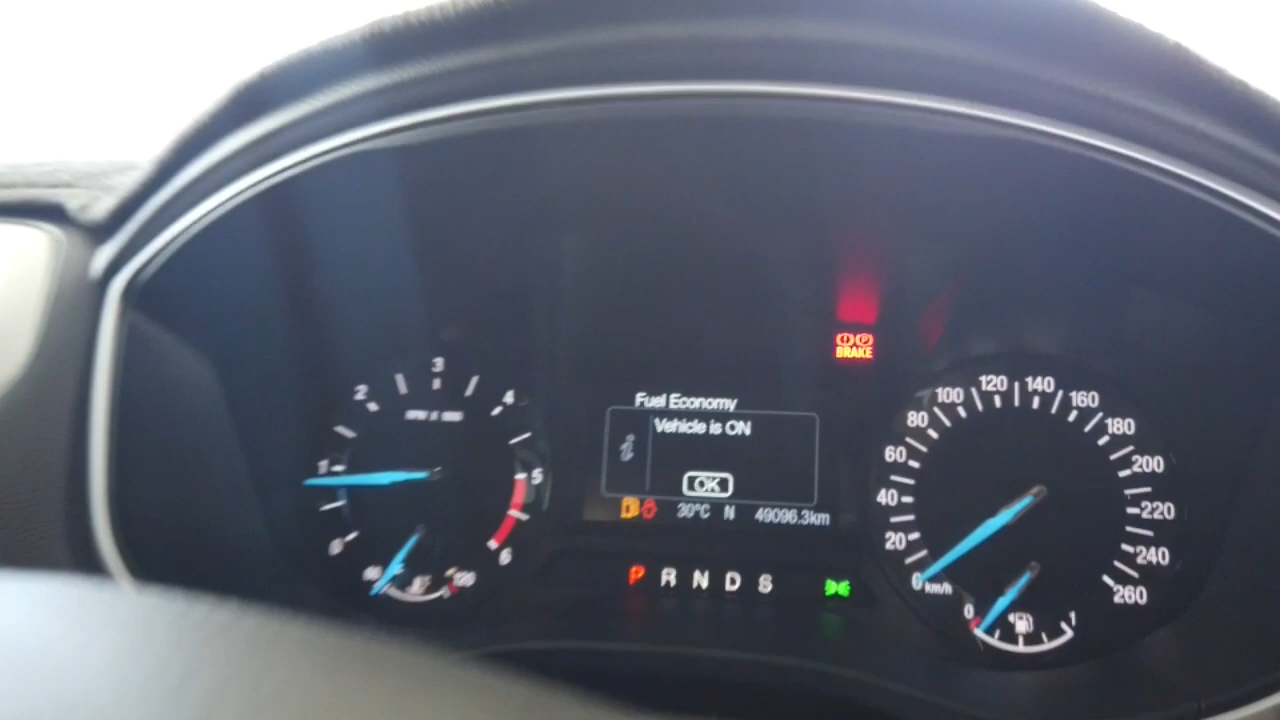 3
2
4
1
5
0
6
120
BRAKE
Fuel Economy
Vehicle is ON
OK
30°C N 49096.3km
P R N D S
120 140
100 160
80 180
60 200
40 220
20 240
0 km/h 260
0 1